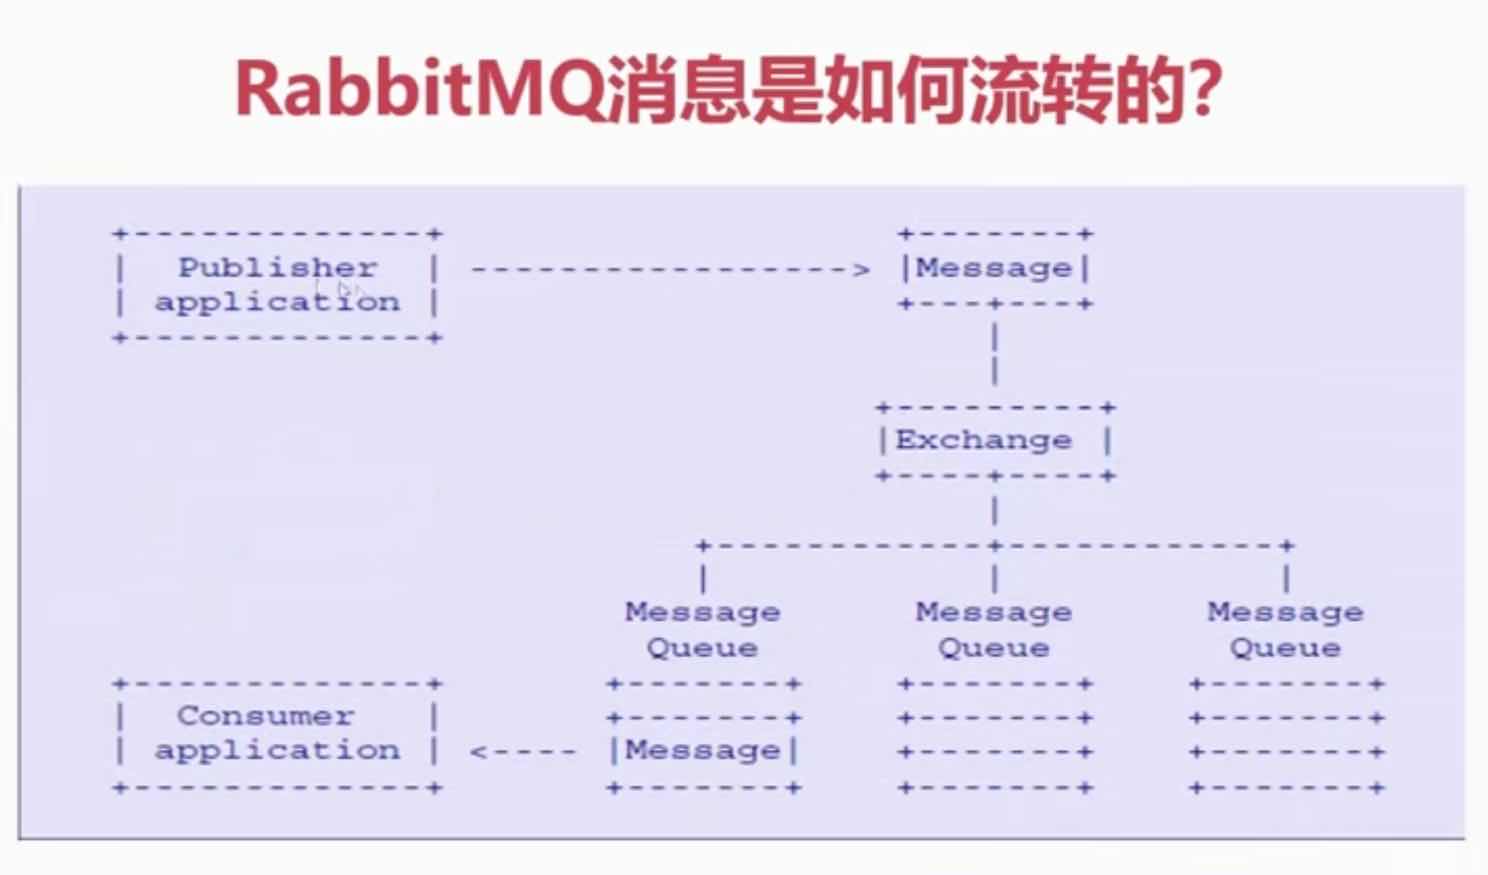 RabbitMQ消息是如何流转的?
Publisher
application
Message
Exchange
Message Message Message
Queue Queue Queue
Consumer
application
Message